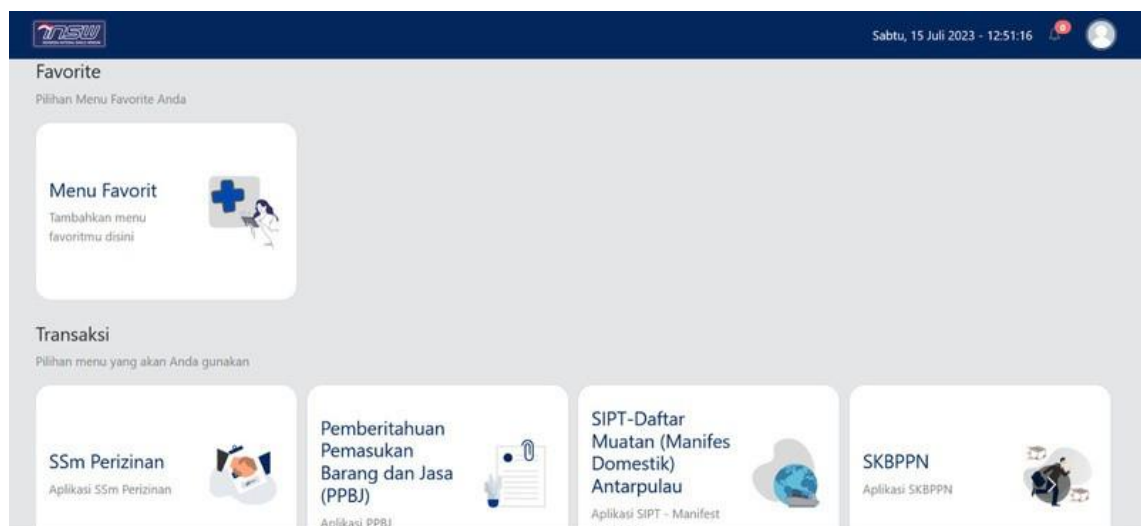 INSW
Sabtu, 15 Juli 2023 - 12:51:16
0
Favorite
Pilihan Menu Favorite Anda
Menu Favorit
Tambahkan menu
favoritmu disini
Transaksi
Pilihan menu yang akan Anda gunakan
SSm Perizinan
Aplikasi SSm Perizinan
Pemberitahuan
Pemasukan
Barang dan Jasa
(PPBJ)
Aplikasi PPBJ
SIPT-Daftar
Muatan (Manifes
Domestik)
Antarpulau
Aplikasi SIPT - Manifest
SKBPPN
Aplikasi SKBPPN